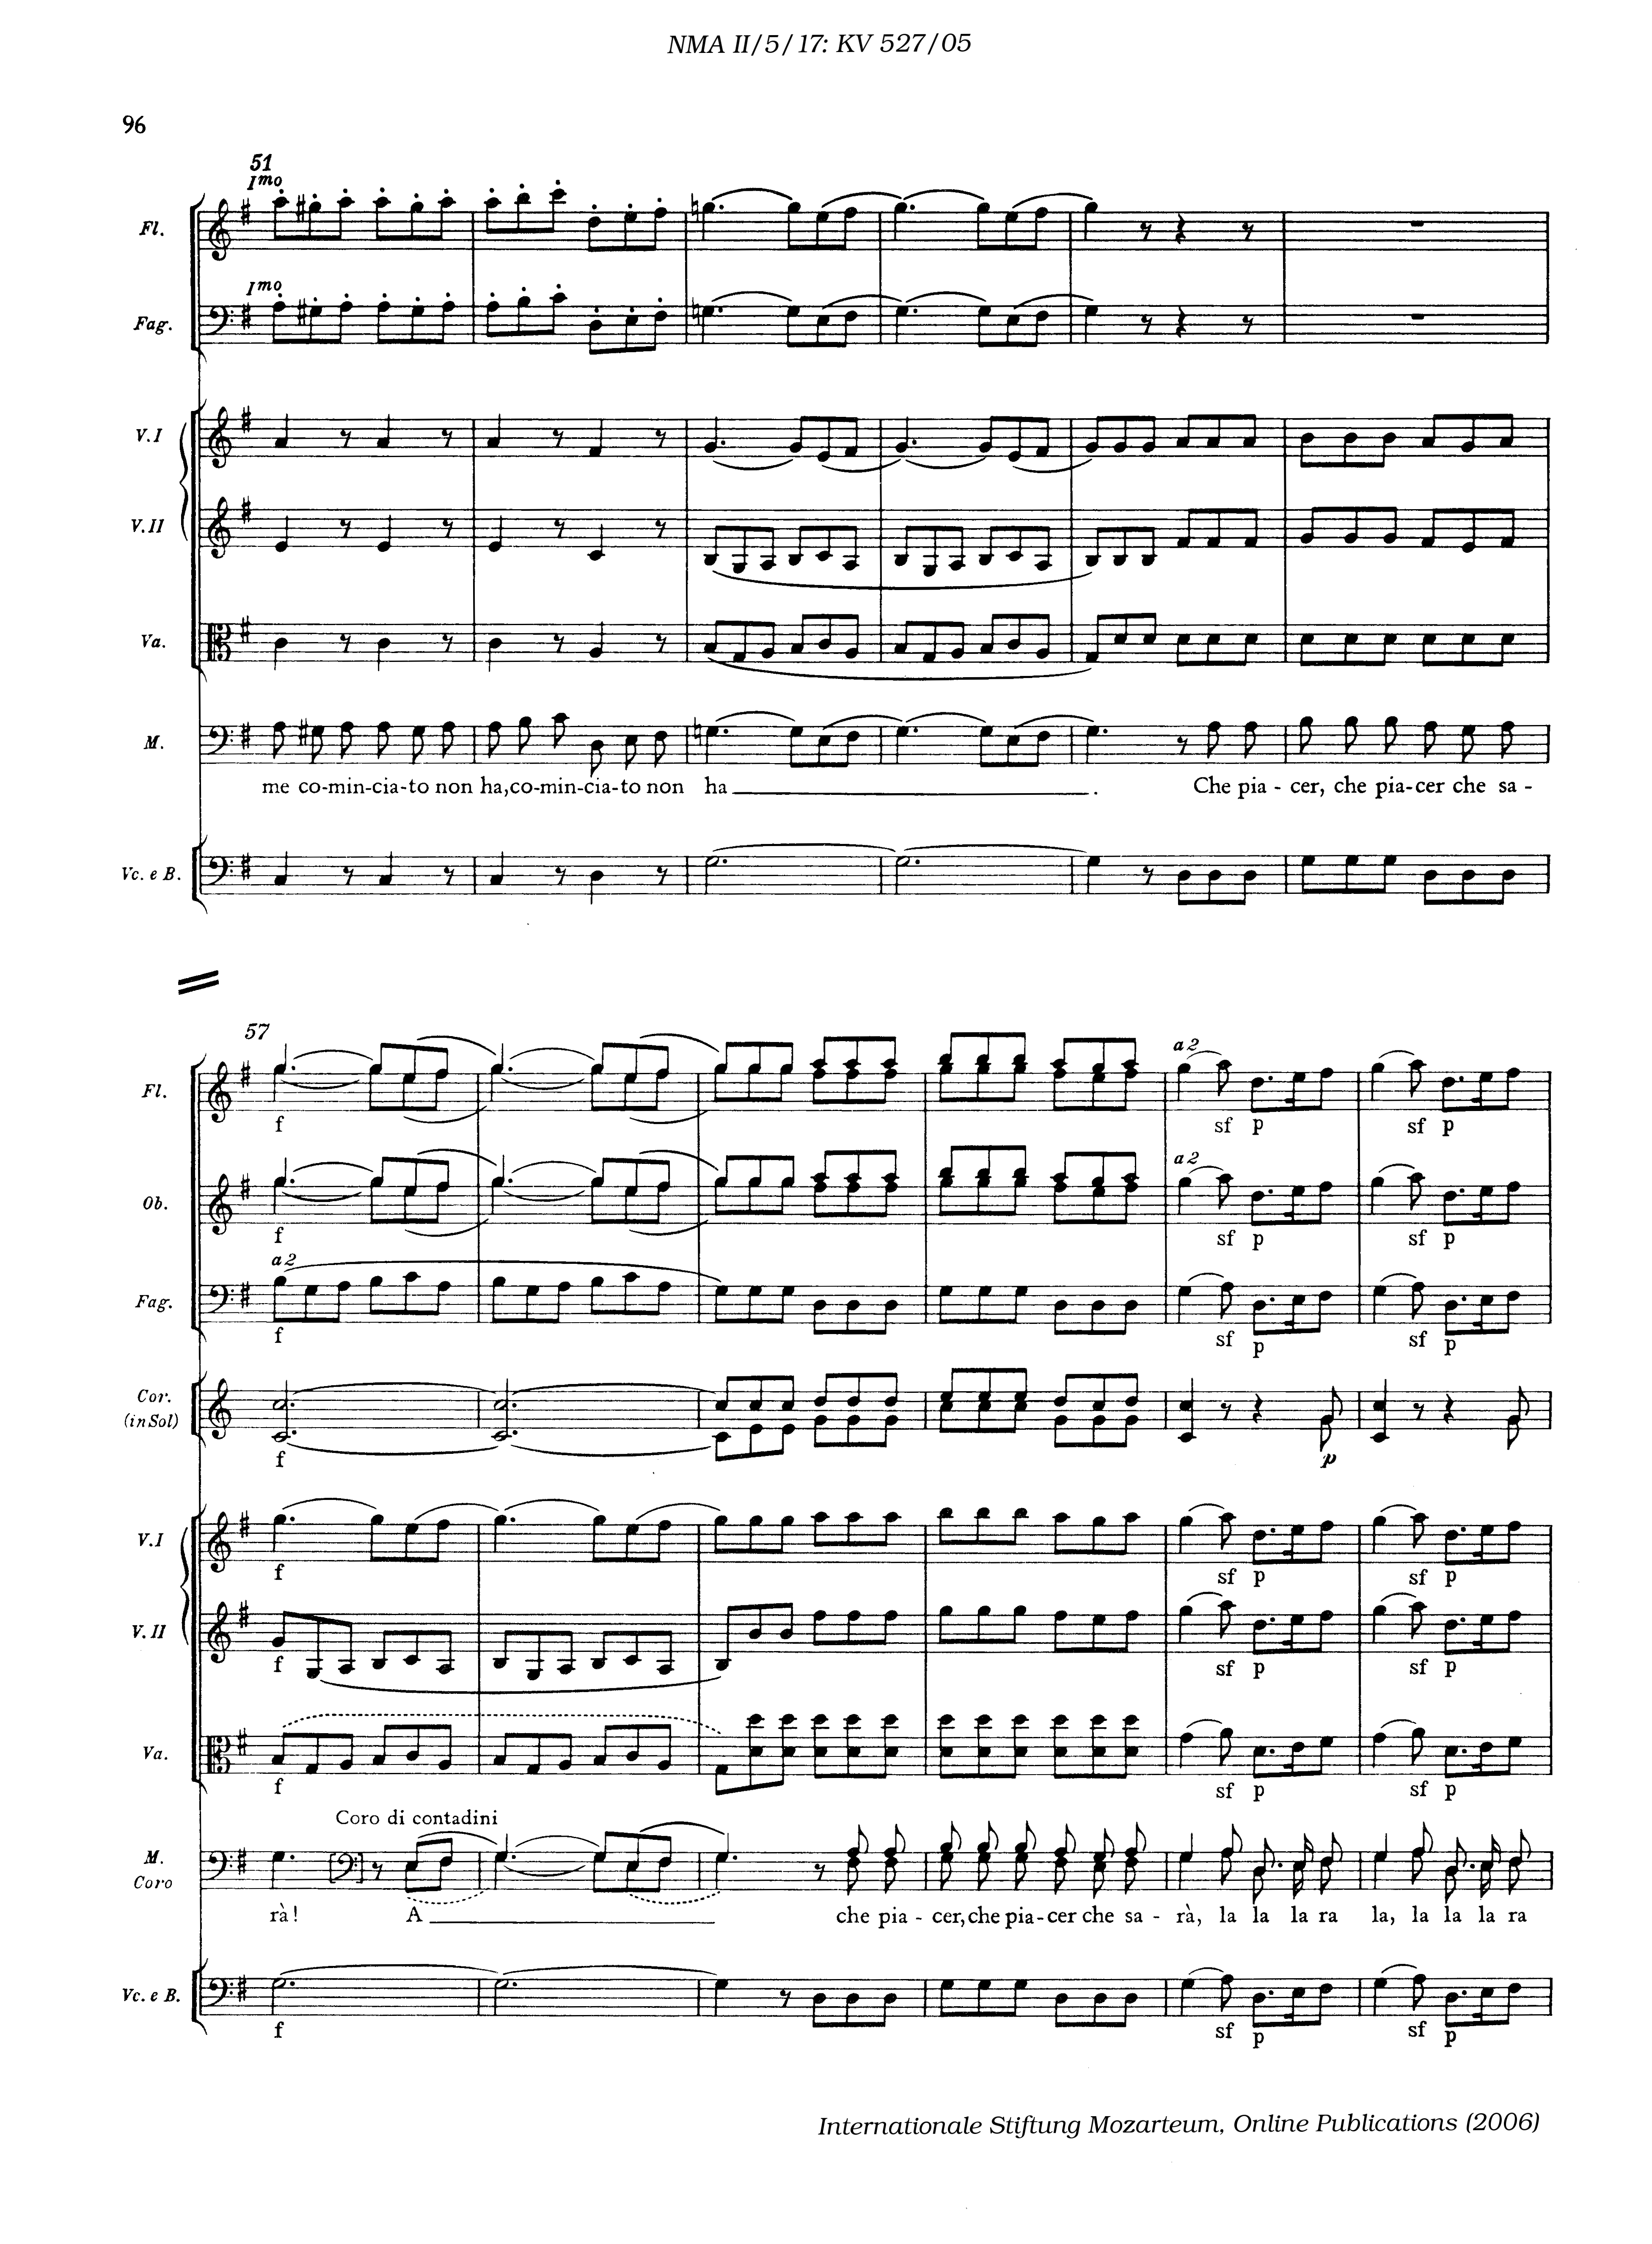 NMA II/5/17: KV 527/05
96
51
Imo
Fl.
Imo
Fag.
V.I
V.II
Va.
M.
me co-min-cia-to non ha,co-min-cia-to non ha . Che pia - cer, che pia-cer che sa -
Vc. e B.
57
a2
Fl.
f sf p sf p
a2
Ob.
f sf p sf p
a2
Fag.
f sf p sf p
Cor.
(in Sol)
f p
V.I
f sf p sf p
V. II
f sf p sf p
Va.
f sf p sf p
Coro di contadini
M.
Coro
rà! A che pia - cer,che pia-cer che sa - rà, la la la ra la, la la la ra
Vc. e B.
f sf p sf p
Internationale Stiftung Mozarteum, Online Publications (2006)